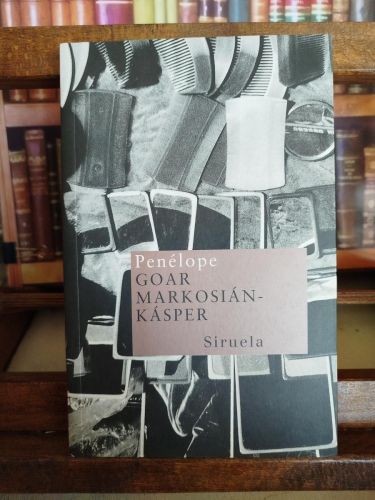 Penélope
GOAR
MARKOSIÁN-
KÁSPER
Siruela